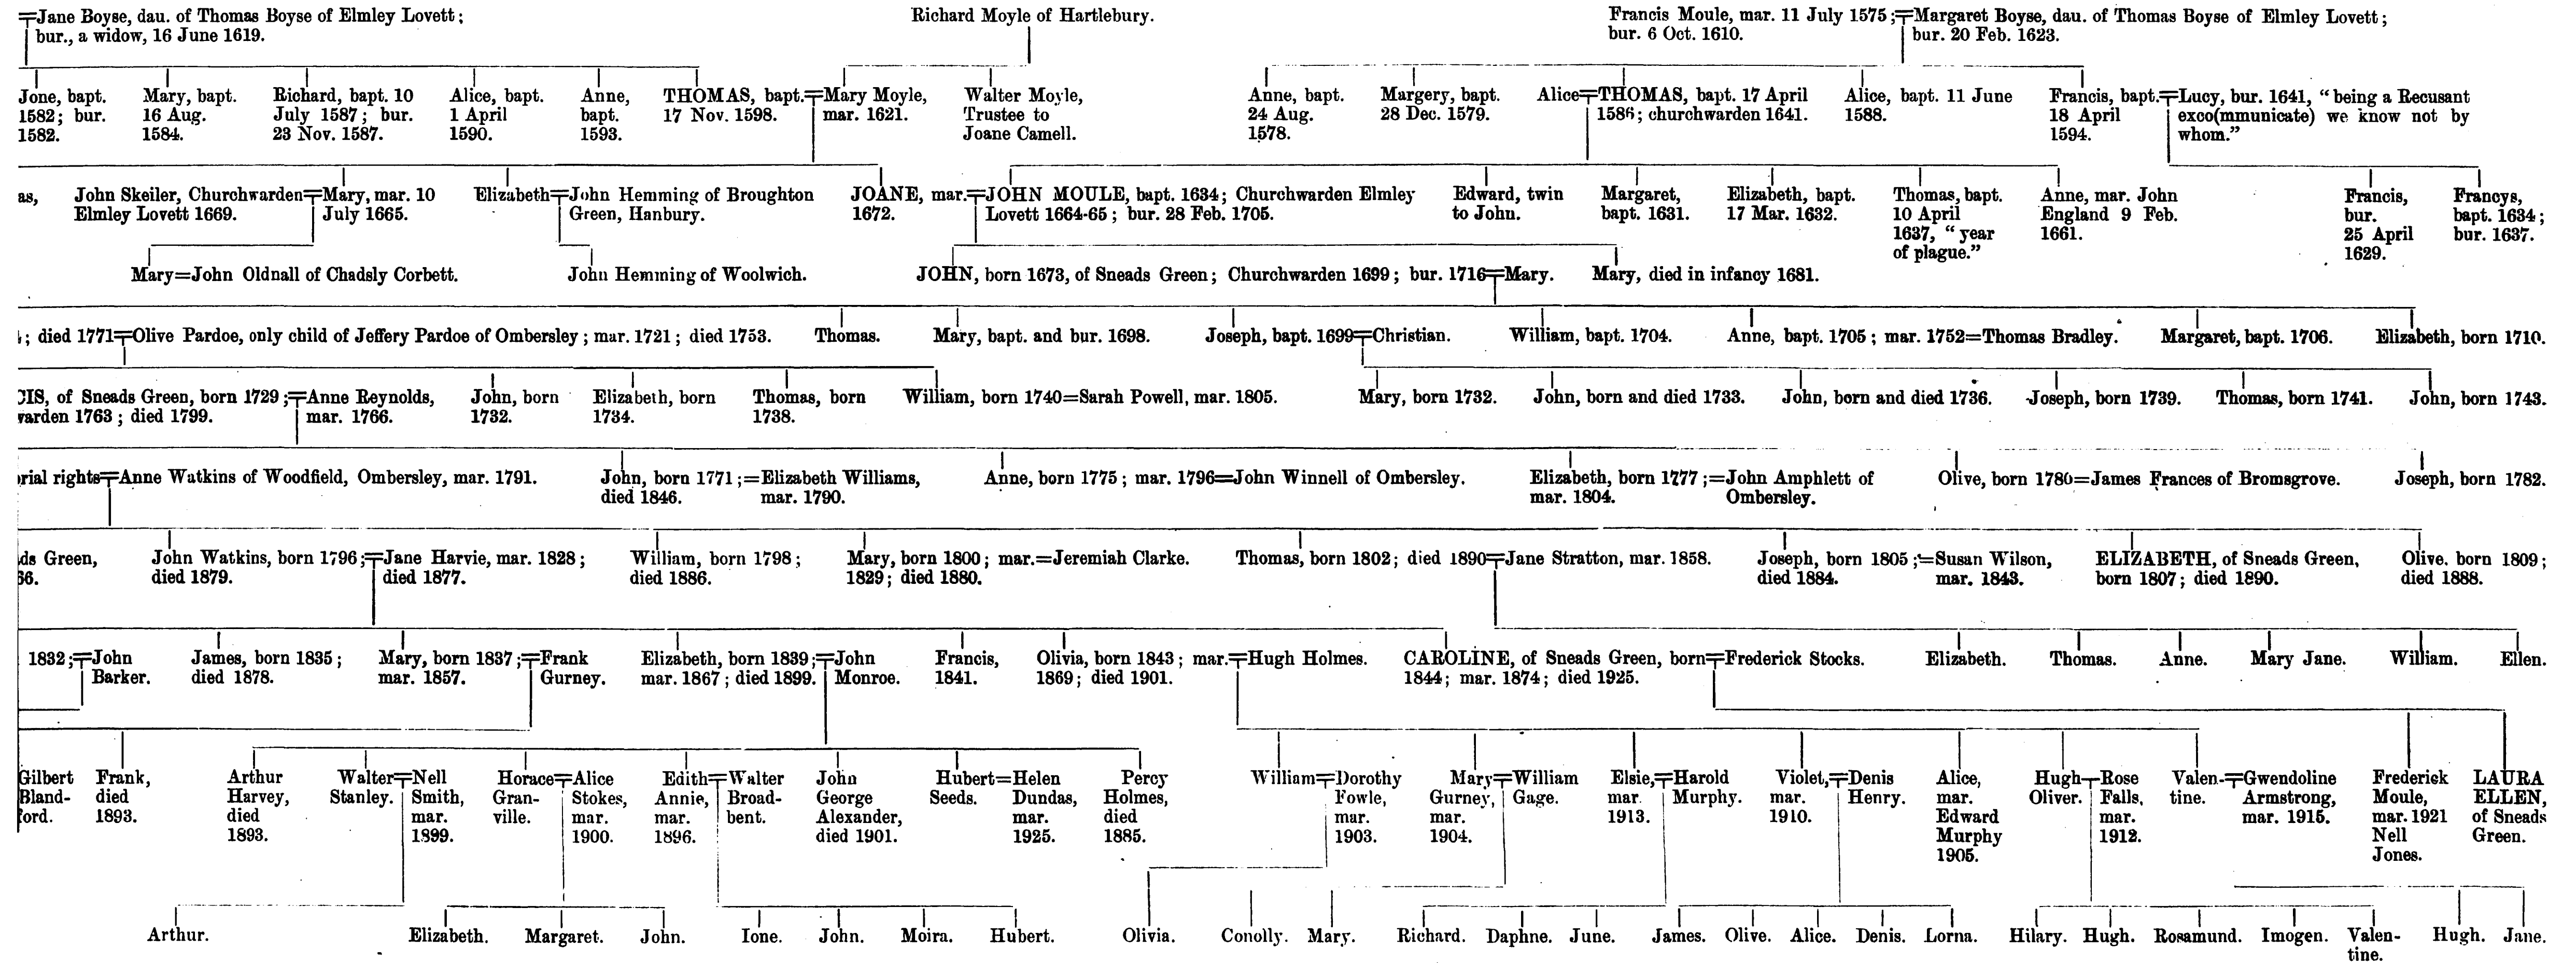 Jane Boyse, dau. of Thomas Boyse of Elmley Lovett;
bur., a widow, 16 June 1619.
Richard Moyle of Hartlebury.
Francis Moule, mar. 11 July 1575;
bur. 6 Oct. 1610.
Margaret Boyse, dau. of Thomas Boyse of Elmley Lovett;
bur. 20 Feb. 1623.
Jone, bapt.
1582; bur.
1582.
Mary, bapt.
16 Aug.
1584.
Richard, bapt. 10
July 1587; bur.
23 Nov. 1587.
Alice, bapt.
1 April
1590.
Anne,
bapt.
1593.
THOMAS, bapt.
17 Nov. 1598.
Mary Moyle,
mar. 1621.
Walter Moyle,
Trustee to
Joane Camell.
Anne, bapt.
24 Aug.
1578.
Margery, bapt.
28 Dec. 1579.
Alice=THOMAS, bapt. 17 April
1586; churchwarden 1641.
Alice, bapt. 11 June
1588.
Francis, bapt.
18 April
1594.
Lucy, bur. 1641, "being a Recusant
exco(mmunicate) we know not by
whom."
as,
John Skeiler, Churchwarden
Elmley Lovett 1669.
Mary, mar. 10
July 1665.
Elizabeth=John Hemming of Broughton
Green, Hanbury.
JOANE, mar.
1672.
JOHN MOULE, bapt. 1634; Churchwarden Elmley
Lovett 1664-65; bur. 28 Feb. 1705.
Edward, twin
to John.
Margaret,
bapt. 1631.
Elizabeth, bapt.
17 Mar. 1632.
Thomas, bapt.
10 April
1637, "year
of plague."
Anne, mar. John
England 9 Feb.
1661.
Francis,
bur.
25 April
1629.
Francys,
bapt. 1634;
bur. 1637.
Mary=John Oldnall of Chadsly Corbett.
John Hemming of Woolwich.
JOHN, born 1673, of Sneads Green; Churchwarden 1699; bur. 1716=Mary.
Mary, died in infancy 1681.
; died 1771=Olive Pardoe, only child of Jeffery Pardoe of Ombersley; mar. 1721; died 1753.
Thomas.
Mary, bapt. and bur. 1698.
Joseph, bapt. 1699=Christian.
William, bapt. 1704.
Anne, bapt. 1705; mar. 1752=Thomas Bradley.
Margaret, bapt. 1706.
Elizabeth, born 1710.
CIS, of Sneads Green, born 1729;
warden 1763; died 1799.
Anne Reynolds,
mar. 1766.
John, born
1732.
Elizabeth, born
1734.
Thomas, born
1738.
William, born 1740=Sarah Powell, mar. 1805.
Mary, born 1732.
John, born and died 1733.
John, born and died 1736.
Joseph, born 1739.
Thomas, born 1741.
John, born 1743.
rial rights=Anne Watkins of Woodfield, Ombersley, mar. 1791.
John, born 1771;
died 1846.
=Elizabeth Williams,
mar. 1790.
Anne, born 1775; mar. 1796=John Winnell of Ombersley.
Elizabeth, born 1777;
mar. 1804.
=John Amphlett of
Ombersley.
Olive, born 1780=James Frances of Bromsgrove.
Joseph, born 1782.
ds Green,
36.
John Watkins, born 1796;
died 1879.
Jane Harvie, mar. 1828;
died 1877.
William, born 1798;
died 1886.
Mary, born 1800; mar.=Jeremiah Clarke.
1829; died 1880.
Thomas, born 1802; died 1890=Jane Stratton, mar. 1858.
Joseph, born 1805;
died 1884.
=Susan Wilson,
mar. 1843.
ELIZABETH, of Sneads Green,
born 1807; died 1890.
Olive, born 1809;
died 1888.
1832;
John
Barker.
James, born 1835;
died 1878.
Mary, born 1837;
mar. 1857.
Frank
Gurney.
Elizabeth, born 1839;
mar. 1867; died 1899.
John
Monroe.
Francis,
1841.
Olivia, born 1843; mar.=Hugh Holmes.
1869; died 1901.
CAROLINE, of Sneads Green, born=Frederick Stocks.
1844; mar. 1874; died 1925.
Elizabeth.
Thomas.
Anne.
Mary Jane.
William.
Ellen.
Gilbert
Bland-
ford.
Frank,
died
1893.
Arthur
Harvey,
died
1893.
Walter
Stanley.
Nell
Smith,
mar.
1899.
Horace
Gran-
ville.
Alice
Stokes,
mar.
1900.
Edith
Annie,
mar.
1896.
Walter
Broad-
bent.
John
George
Alexander,
died 1901.
Hubert=
Seeds.
Helen
Dundas,
mar.
1925.
Percy
Holmes,
died
1885.
William
Dorothy
Fowle,
mar.
1903.
Mary
Gurney,
mar.
1904.
William
Gage.
Elsie,
mar.
1913.
Harold
Murphy.
Violet,
mar.
1910.
Denis
Henry.
Alice,
mar.
Edward
Murphy
1905.
Hugh
Oliver.
Rose
Falls,
mar.
1912.
Valen-
tine.
Gwendoline
Armstrong,
mar. 1915.
Frederick
Moule,
mar. 1921
Nell
Jones.
LAURA
ELLEN,
of Sneads
Green.
Arthur.
Elizabeth.
Margaret.
John.
Ione.
John.
Moira.
Hubert.
Olivia.
Conolly.
Mary.
Richard.
Daphne.
June.
James.
Olive.
Alice.
Denis.
Lorna.
Hilary.
Hugh.
Rosamund.
Imogen.
Valen-
tine.
Hugh.
Jane.